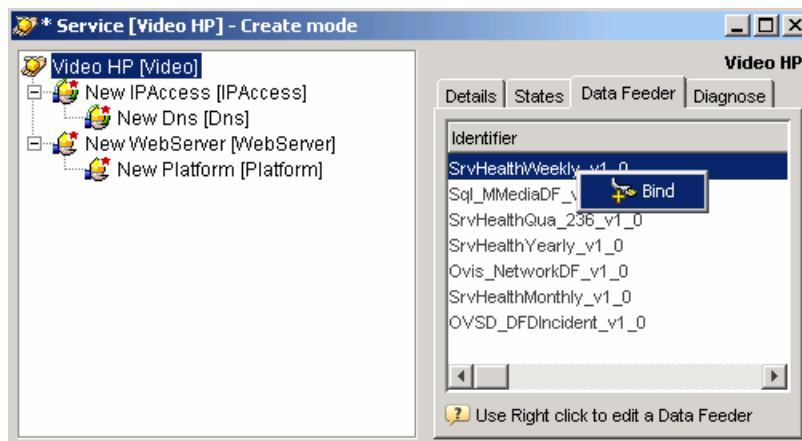 * Service [Video HP] - Create mode
Video HP [Video]
New IPAccess [IPAccess]
New Dns [Dns]
New WebServer [WebServer]
New Platform [Platform]
Video HP
Details States Data Feeder Diagnose
Identifier
SrvHealthWeekly_v1_0
Bind
Sql_MMediaDF_v
SrvHealthQua_236_v1_0
SrvHealthYearly_v1_0
Ovis_NetworkDF_v1_0
SrvHealthMonthly_v1_0
OVSD_DFDIncident_v1_0
Use Right click to edit a Data Feeder